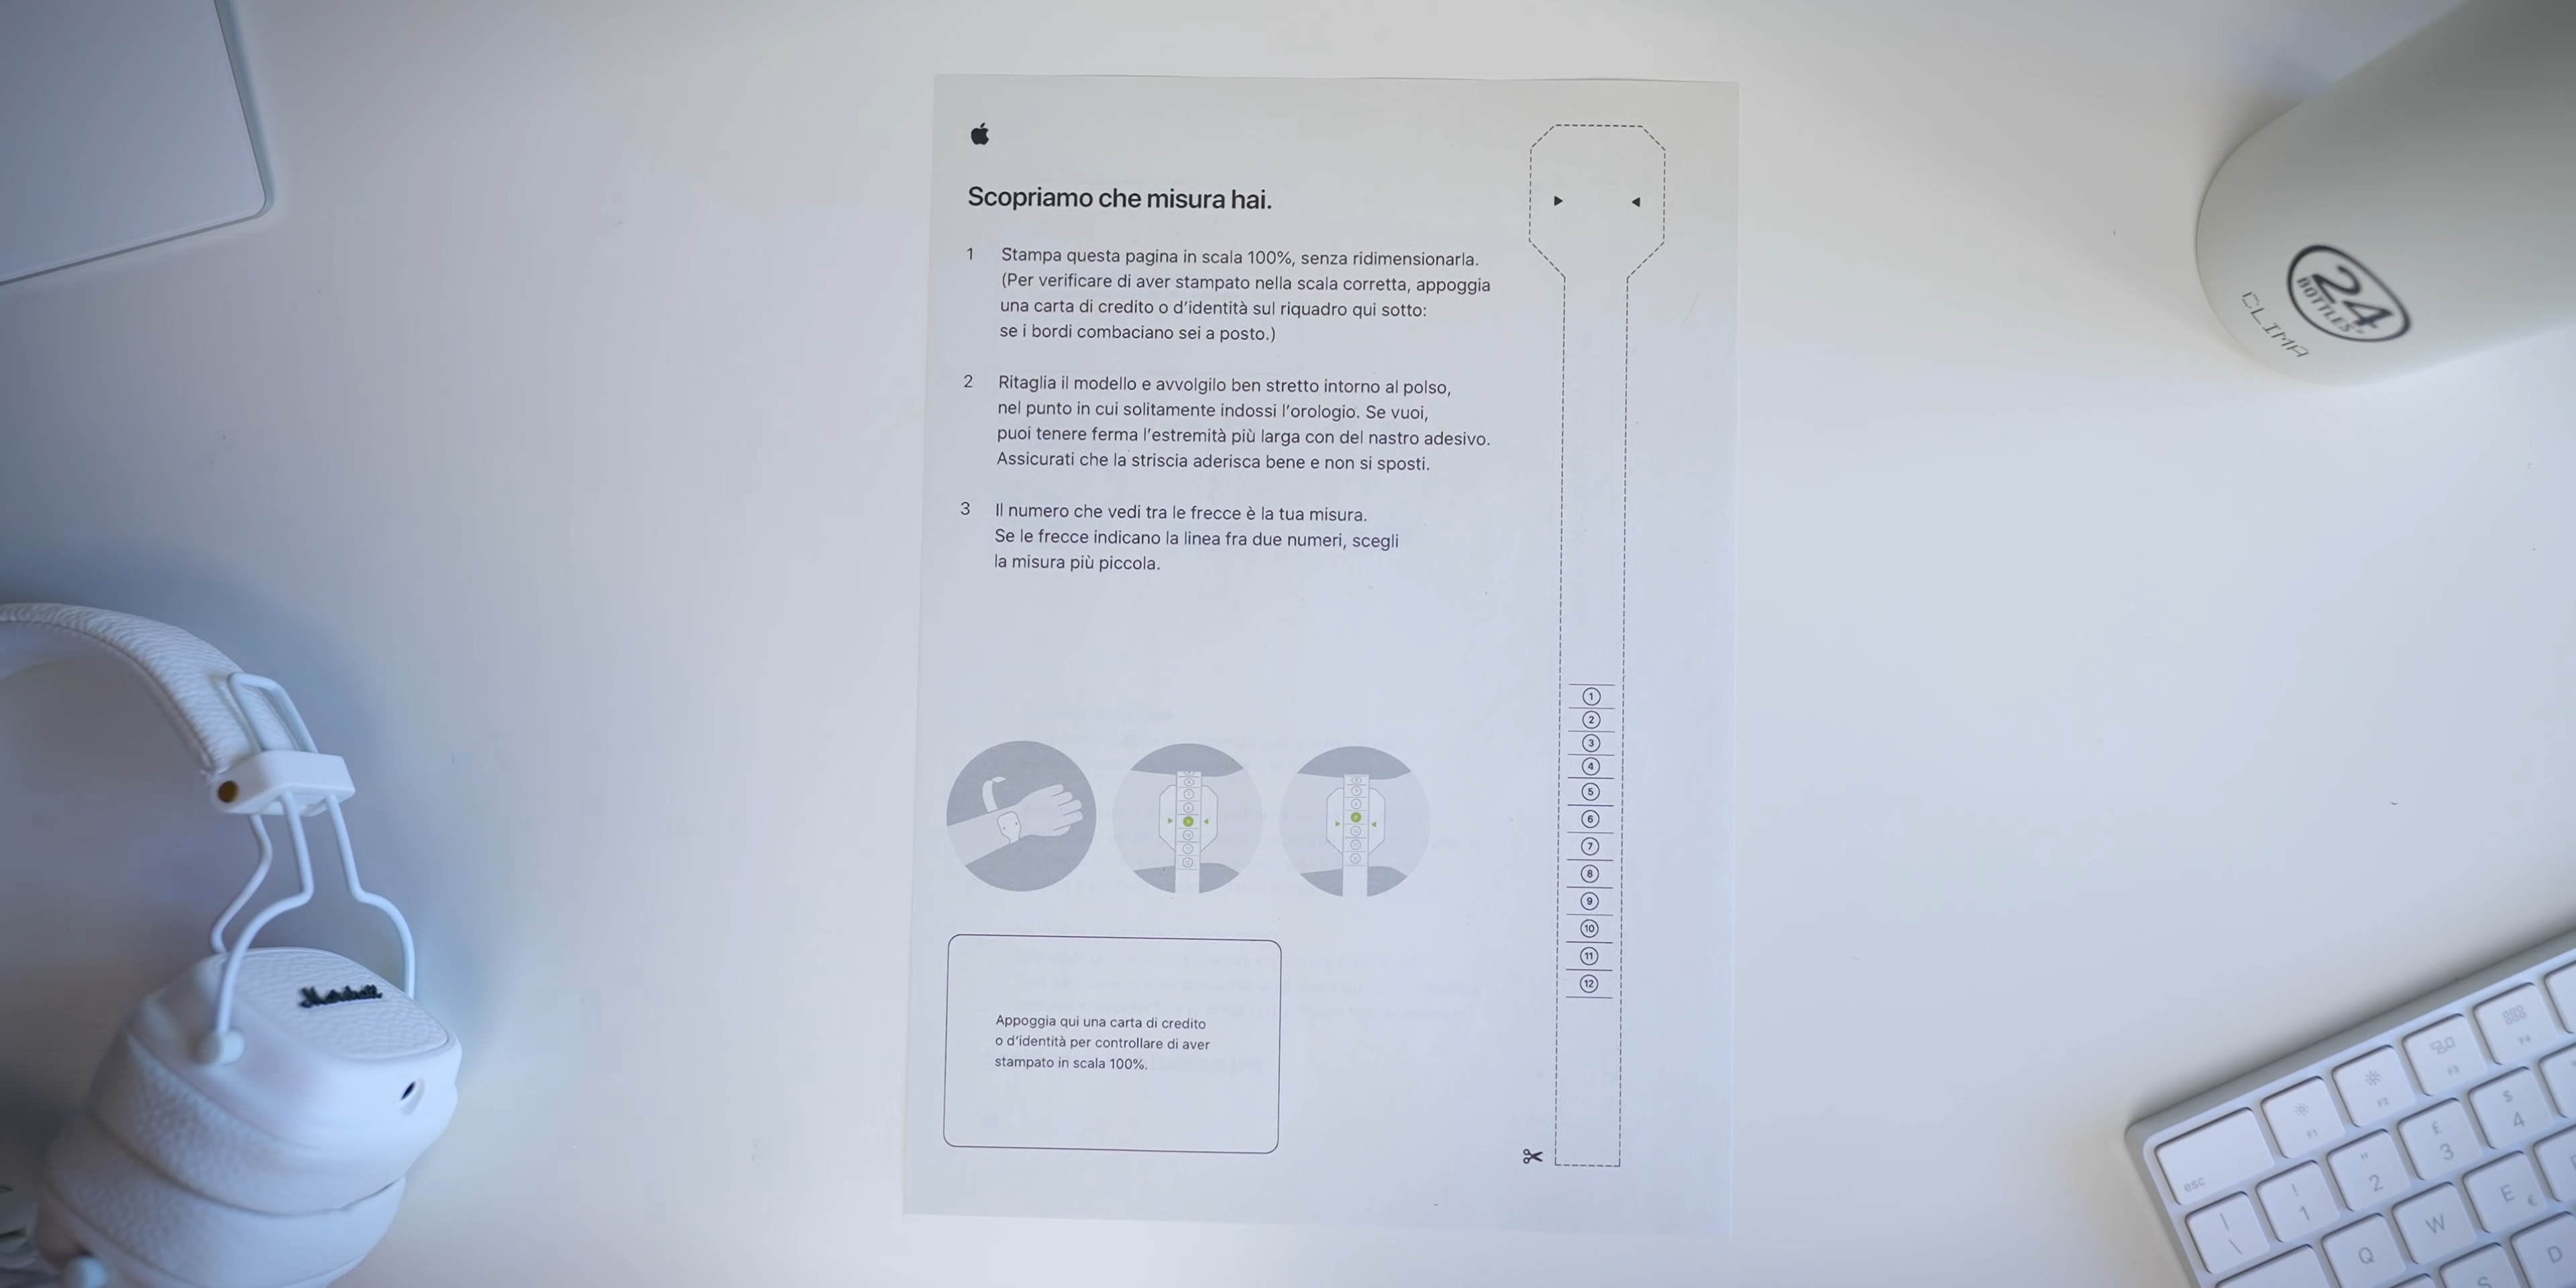 Scopriamo che misura hai.
1 Stampa questa pagina in scala 100%, senza ridimensionarla.
(Per verificare di aver stampato nella scala corretta, appoggia
una carta di credito o d'identità sul riquadro qui sotto:
se i bordi combaciano sei a posto.)
2 Ritaglia il modello e avvolgilo ben stretto intorno al polso,
nel punto in cui solitamente indossi l'orologio. Se vuoi,
puoi tenere ferma l'estremità più larga con del nastro adesivo.
Assicurati che la striscia aderisca bene e non si sposti.
3 Il numero che vedi tra le frecce è la tua misura.
Se le frecce indicano la linea fra due numeri, scegli
la misura più piccola.
Appoggia qui una carta di credito
o d'identità per controllare di aver
stampato in scala 100%.
1
2
3
4
5
6
7
8
9
10
11
12
24
BOTTLES
CLIMA
Marshall
esc
F1
F2
F3
F4
!
1
"
2
£
3
$
4
|
\
Q
W
E €
S
D